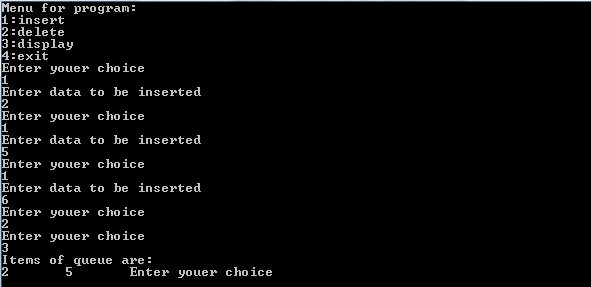 Menu for program:
1:insert
2:delete
3:display
4:exit
Enter youer choice
1
Enter data to be inserted
2
Enter youer choice
1
Enter data to be inserted
5
Enter youer choice
1
Enter data to be inserted
6
Enter youer choice
2
Enter youer choice
3
Items of queue are:
2 5 Enter youer choice